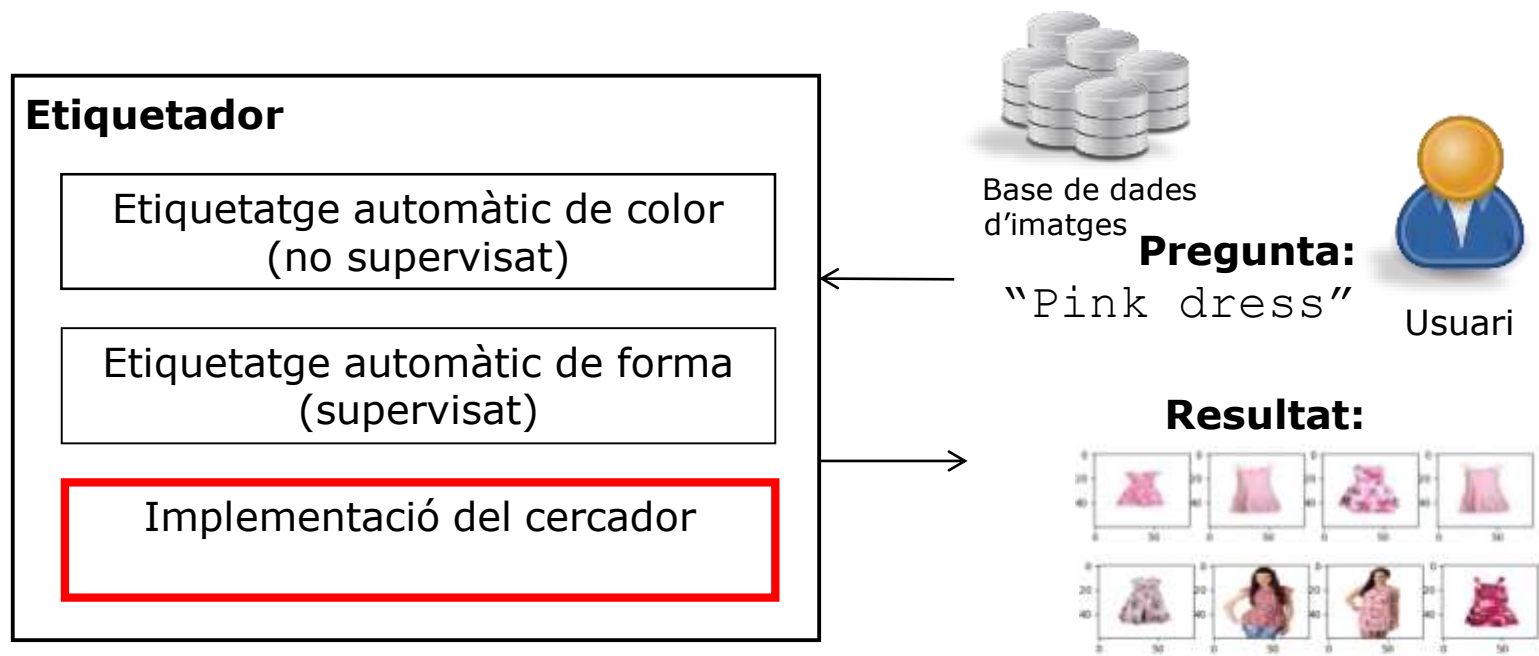 Etiquetador
Etiquetatge automàtic de color
(no supervisat)
Etiquetatge automàtic de forma
(supervisat)
Implementació del cercador
Base de dades
d’imatges
Pregunta:
“Pink dress”
Usuari
Resultat: